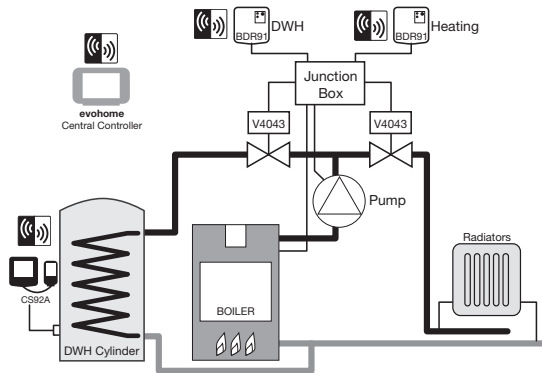 DWH
BDR91
BDR91
Heating
Junction
Box
evohome
Central Controller
V4043
V4043
Pump
Radiators
CS92A
BOILER
DWH Cylinder